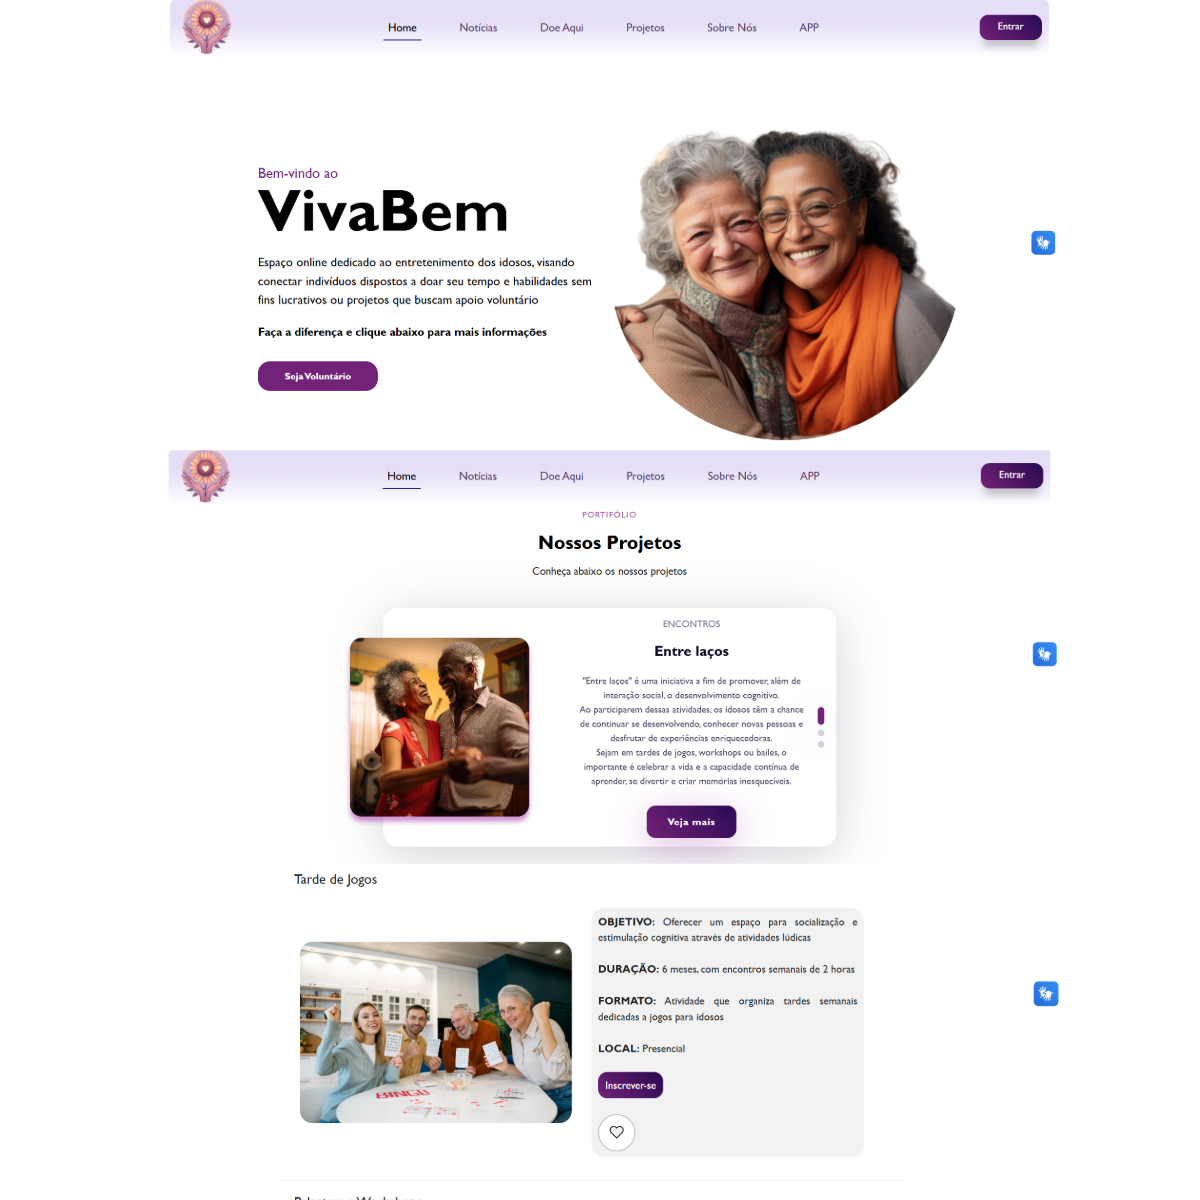 Home Notícias Doe Aqui Projetos Sobre Nós APP Entrar
Bem-vindo ao
VivaBem
Espaço online dedicado ao entretenimento dos idosos, visando
conectar indivíduos dispostos a doar seu tempo e habilidades sem
fins lucrativos ou projetos que buscam apoio voluntário
Faça a diferença e clique abaixo para mais informações
Seja Voluntário
Home Notícias Doe Aqui Projetos Sobre Nós APP Entrar
PORTIFÓLIO
Nossos Projetos
Conheça abaixo os nossos projetos
ENCONTROS
Entre laços
"Entre laços" é uma iniciativa a fim de promover, além de
interação social, o desenvolvimento cognitivo.
Ao participarem dessas atividades, os idosos têm a chance
de continuar se desenvolvendo, conhecer novas pessoas e
desfrutar de experiências enriquecedoras.
Sejam em tardes de jogos, workshops ou bailes, o
importante é celebrar a vida e a capacidade contínua de
aprender, se divertir e criar memórias inesquecíveis.
Veja mais
Tarde de Jogos
OBJETIVO: Oferecer um espaço para socialização e
estimulação cognitiva através de atividades lúdicas
DURAÇÃO: 6 meses, com encontros semanais de 2 horas
FORMATO: Atividade que organiza tardes semanais
dedicadas a jogos para idosos
LOCAL: Presencial
Inscrever-se
BINGO